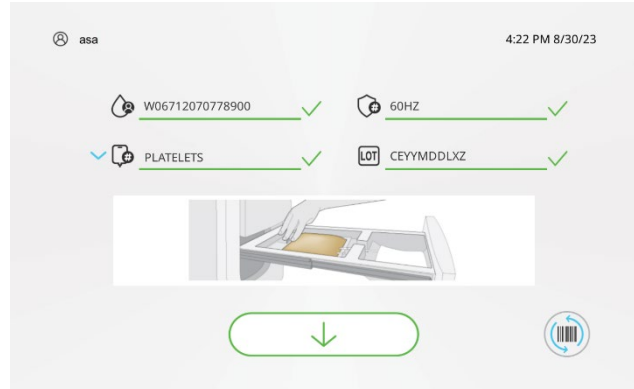 asa
4:22 PM 8/30/23
W06712070778900
60HZ
PLATELETS
LOT
CEYYMDDLXZ